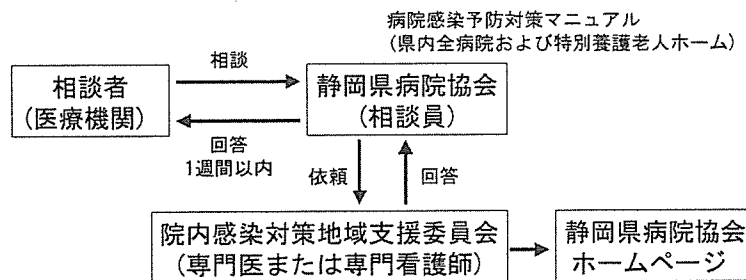 病院感染予防対策マニュアル
(県内全病院および特別養護老人ホーム)
相談者
(医療機関)
相談
静岡県病院協会
(相談員)
回答
1週間以内
依頼
回答
院内感染対策地域支援委員会
(専門医または専門看護師)
静岡県病院協会
ホームページ